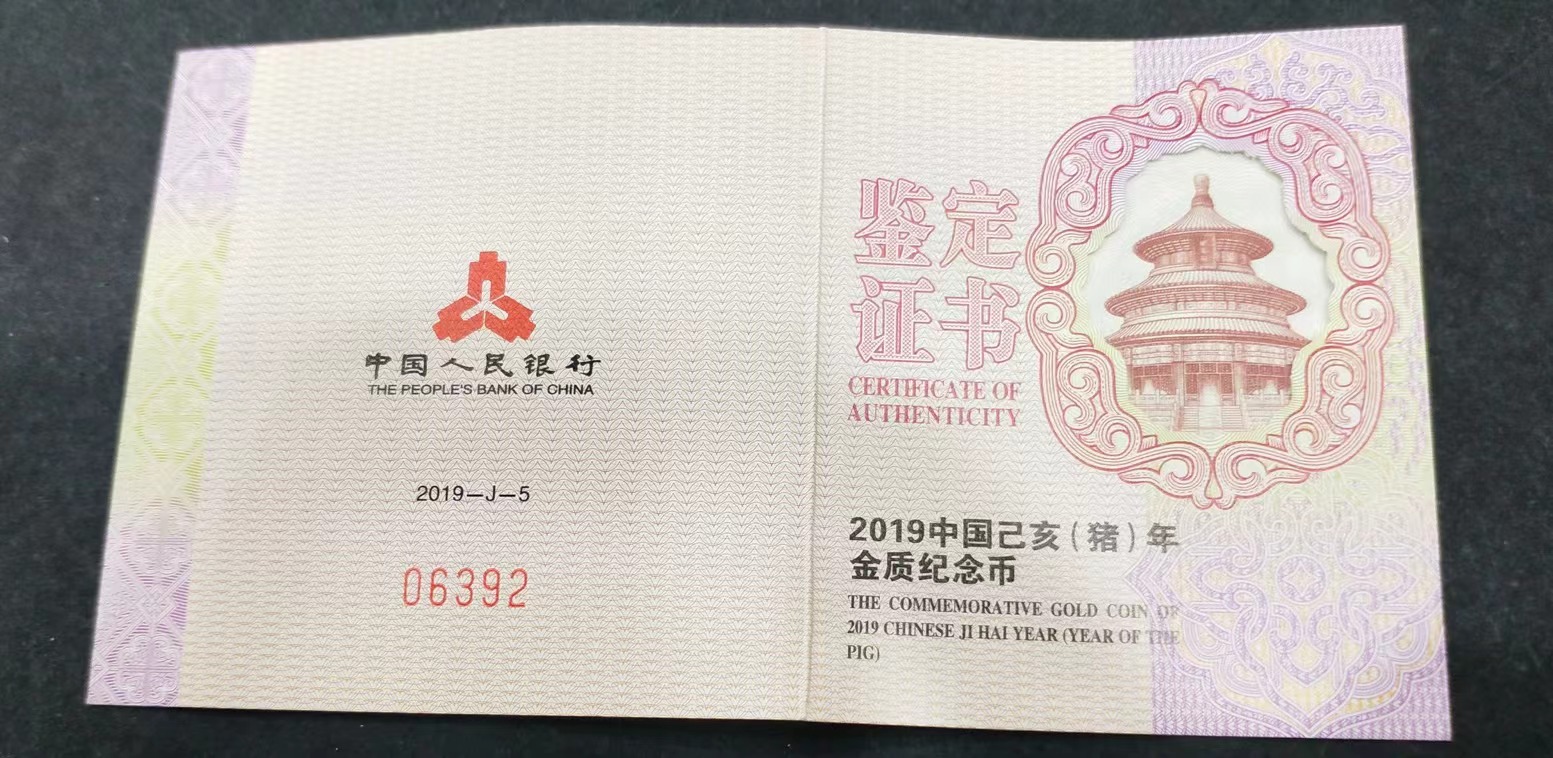 中国人民银行
THE PEOPLE'S BANK OF CHINA
2019—J—5
06392
鉴定
证书
CERTIFICATE OF
AUTHENTICITY
2019中国己亥(猪)年
金质纪念币
THE COMMEMORATIVE GOLD COIN OF
2019 CHINESE JI HAI YEAR (YEAR OF THE
PIG)